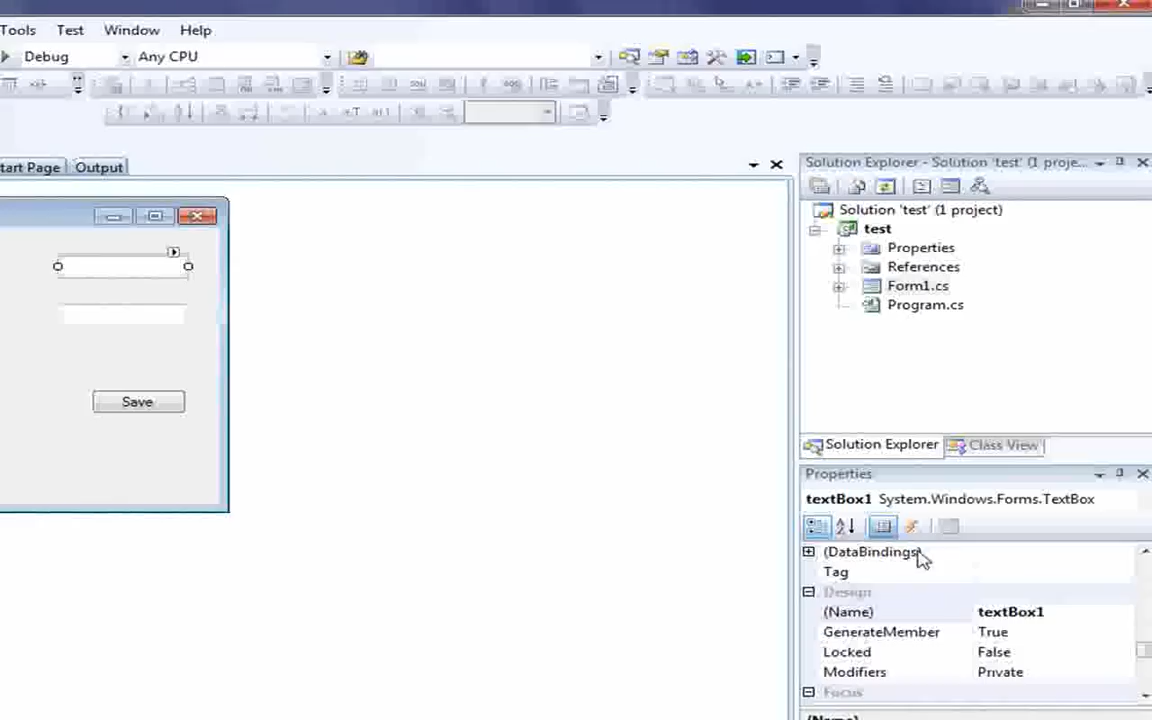 Tools Test Window Help
Debug Any CPU
tart Page Output
Solution Explorer - Solution 'test' (1 proje...
Solution 'test' (1 project)
test
Properties
References
Form1.cs
Program.cs
Save
Solution Explorer Class View
Properties
textBox1 System.Windows.Forms.TextBox
(DataBindings)
Tag
Design
(Name) textBox1
GenerateMember True
Locked False
Modifiers Private
Focus
(Name)